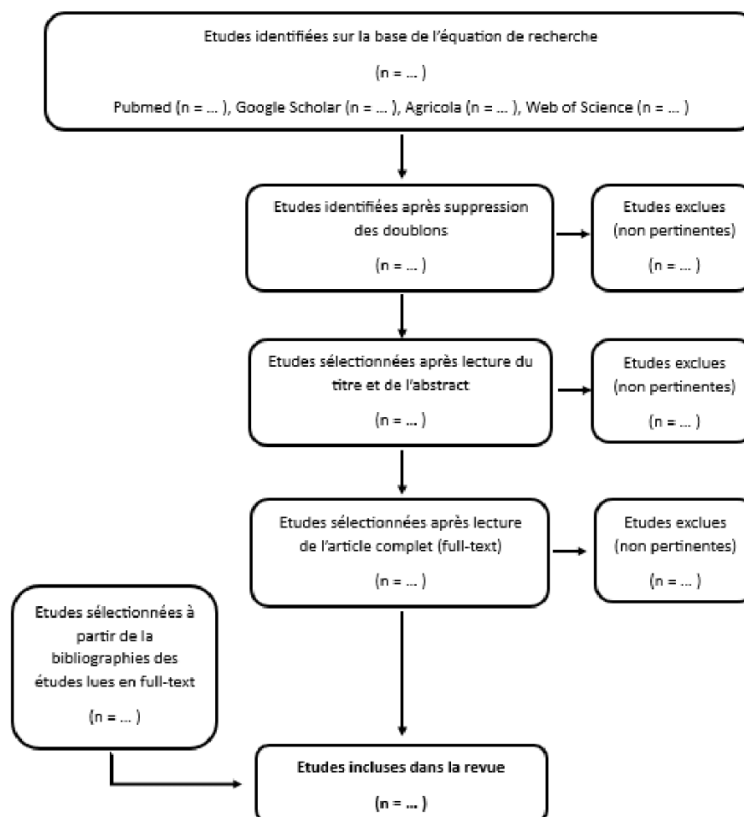 Etudes identifiées sur la base de l'équation de recherche
(n = ... )
Pubmed (n = ... ), Google Scholar (n = ... ), Agricola (n = ... ), Web of Science (n = ... )
Etudes identifiées après suppression
des doublons
(n = ... )
Etudes exclues
(non pertinentes)
(n = ... )
Etudes sélectionnées après lecture du
titre et de l'abstract
(n = ... )
Etudes exclues
(non pertinentes)
(n = ... )
Etudes sélectionnées après lecture
de l'article complet (full-text)
(n = ... )
Etudes exclues
(non pertinentes)
(n = ... )
Etudes sélectionnées à
partir de la
bibliographies des
études lues en full-text
(n = ... )
Etudes incluses dans la revue
(n = ... )